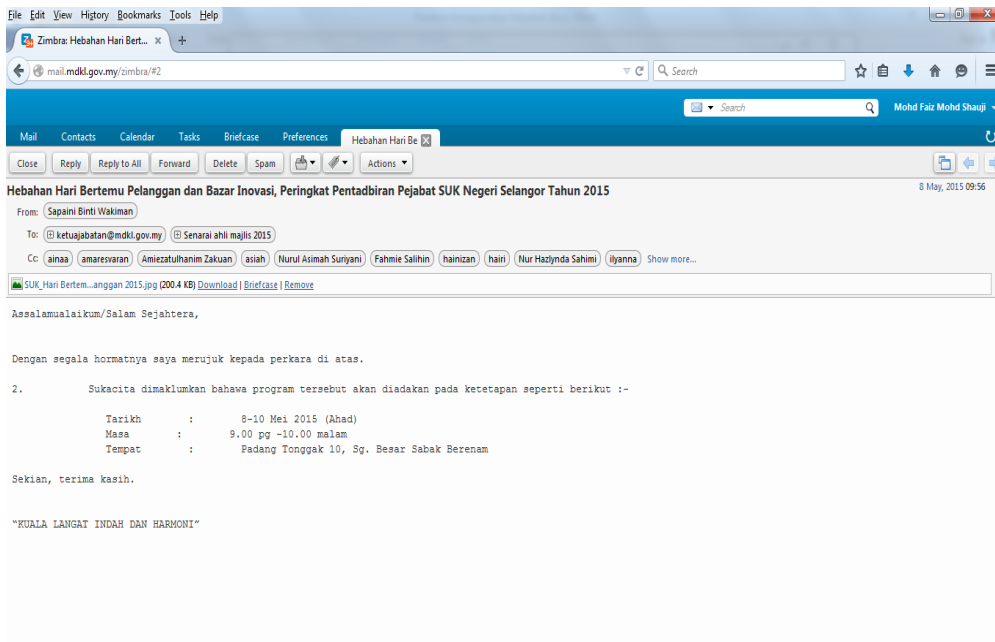 File Edit View History Bookmarks Tools Help
Zimbra: Hebahan Hari Bert... x +
mail.mdkl.gov.my/zimbra/#2 Search
Search Mohd Faiz Mohd Shauji
Mail Contacts Calendar Tasks Briefcase Preferences Hebahan Hari Be
Close Reply Reply to All Forward Delete Spam Actions
Hebahan Hari Bertemu Pelanggan dan Bazar Inovasi, Peringkat Pentadbiran Pejabat SUK Negeri Selangor Tahun 2015 8 May, 2015 09:56
From: Sapaini Binti Wakiman
To: ketuajabatan@mdkl.gov.my Senarai ahli majlis 2015
Cc: ainaa amaresvaran Amiezatulhanim Zakuan asiah Nurul Asimah Suriyani Fahmie Salihin hainizan hairi Nur Hazlynda Sahimi ilyanna Show more...
SUK_Hari Bertem...anggan 2015.jpg (200.4 KB) Download | Briefcase | Remove
Assalamualaikum/Salam Sejahtera,
Dengan segala hormatnya saya merujuk kepada perkara di atas.
2. Sukacita dimaklumkan bahawa program tersebut akan diadakan pada ketetapan seperti berikut :-
Tarikh : 8-10 Mei 2015 (Ahad)
Masa : 9.00 pg -10.00 malam
Tempat : Padang Tonggak 10, Sg. Besar Sabak Berenam
Sekian, terima kasih.
"KUALA LANGAT INDAH DAN HARMONI"